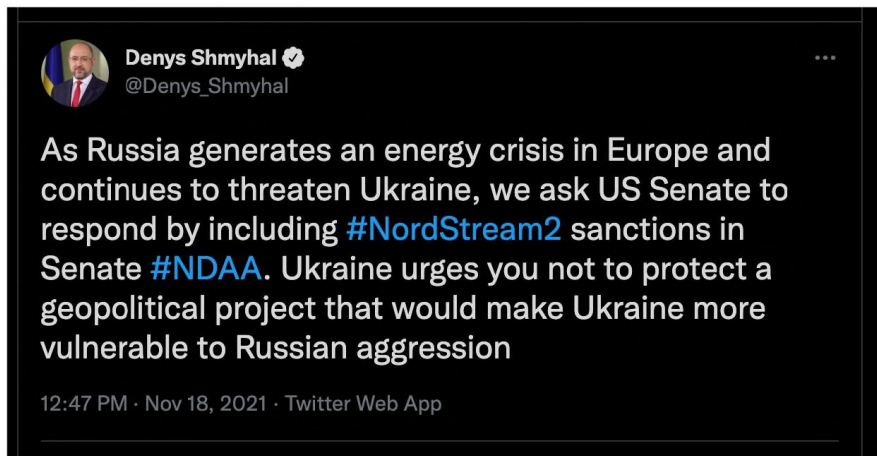 Denys Shmyhal
@Denys_Shmyhal
As Russia generates an energy crisis in Europe and
continues to threaten Ukraine, we ask US Senate to
respond by including #NordStream2 sanctions in
Senate #NDAA. Ukraine urges you not to protect a
geopolitical project that would make Ukraine more
vulnerable to Russian aggression
12:47 PM · Nov 18, 2021 · Twitter Web App